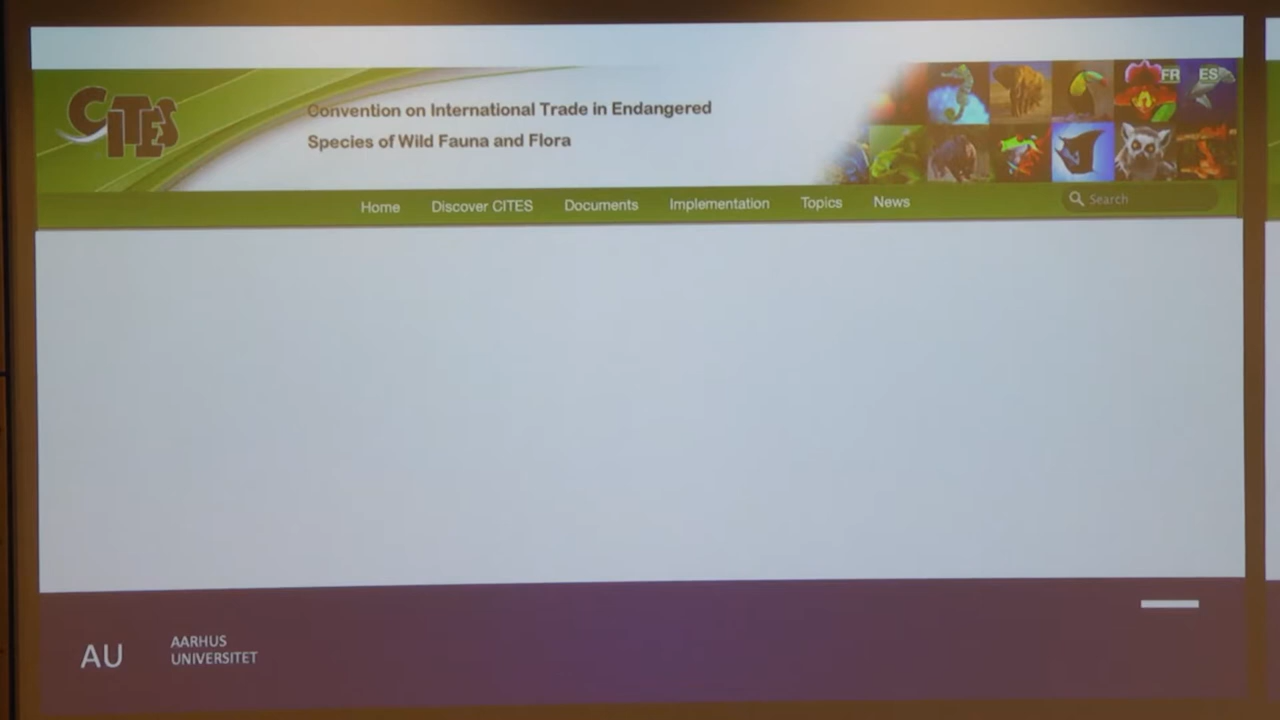 CITES
Convention on International Trade in Endangered
Species of Wild Fauna and Flora
FR ES
Home Discover CITES Documents Implementation Topics News Search
AU
AARHUS
UNIVERSITET